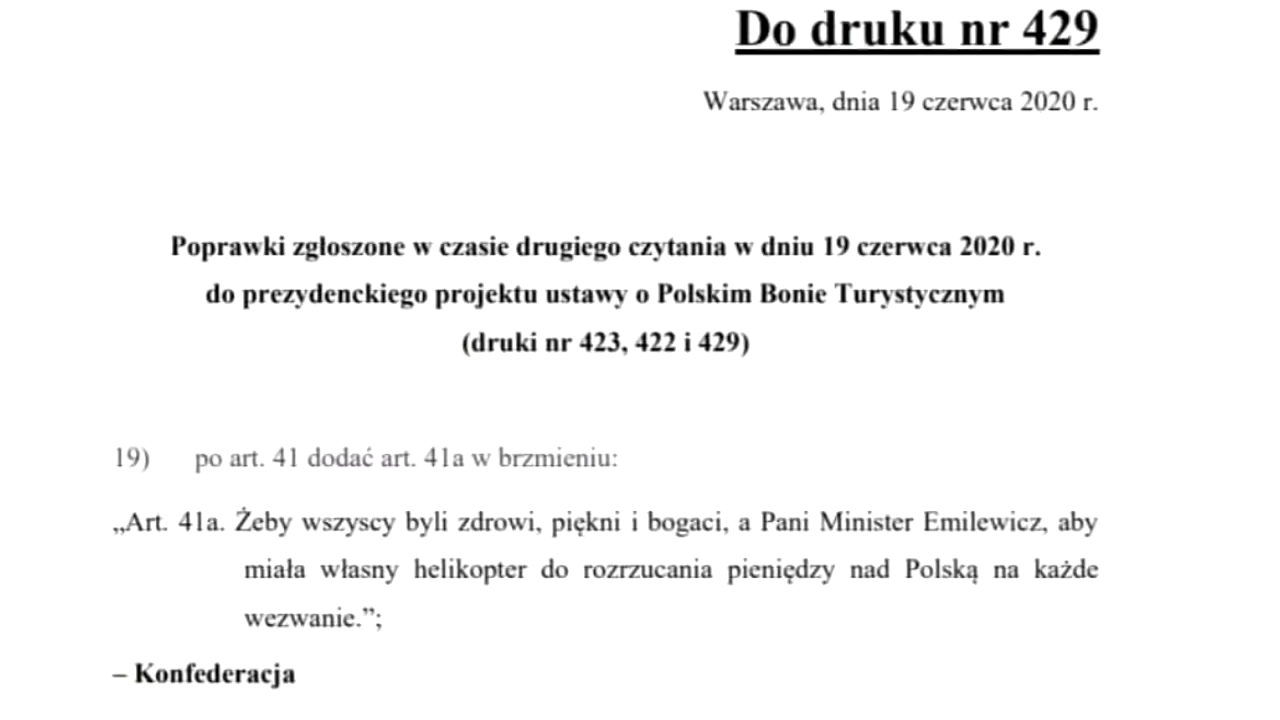 Do druku nr 429
Warszawa, dnia 19 czerwca 2020 r.
Poprawki zgłoszone w czasie drugiego czytania w dniu 19 czerwca 2020 r.
do prezydenckiego projektu ustawy o Polskim Bonie Turystycznym
(druki nr 423, 422 i 429)
19) po art. 41 dodać art. 41a w brzmieniu:
„Art. 41a. Żeby wszyscy byli zdrowi, piękni i bogaci, a Pani Minister Emilewicz, aby
miała własny helikopter do rozrzucania pieniędzy nad Polską na każde
wezwanie.”;
– Konfederacja